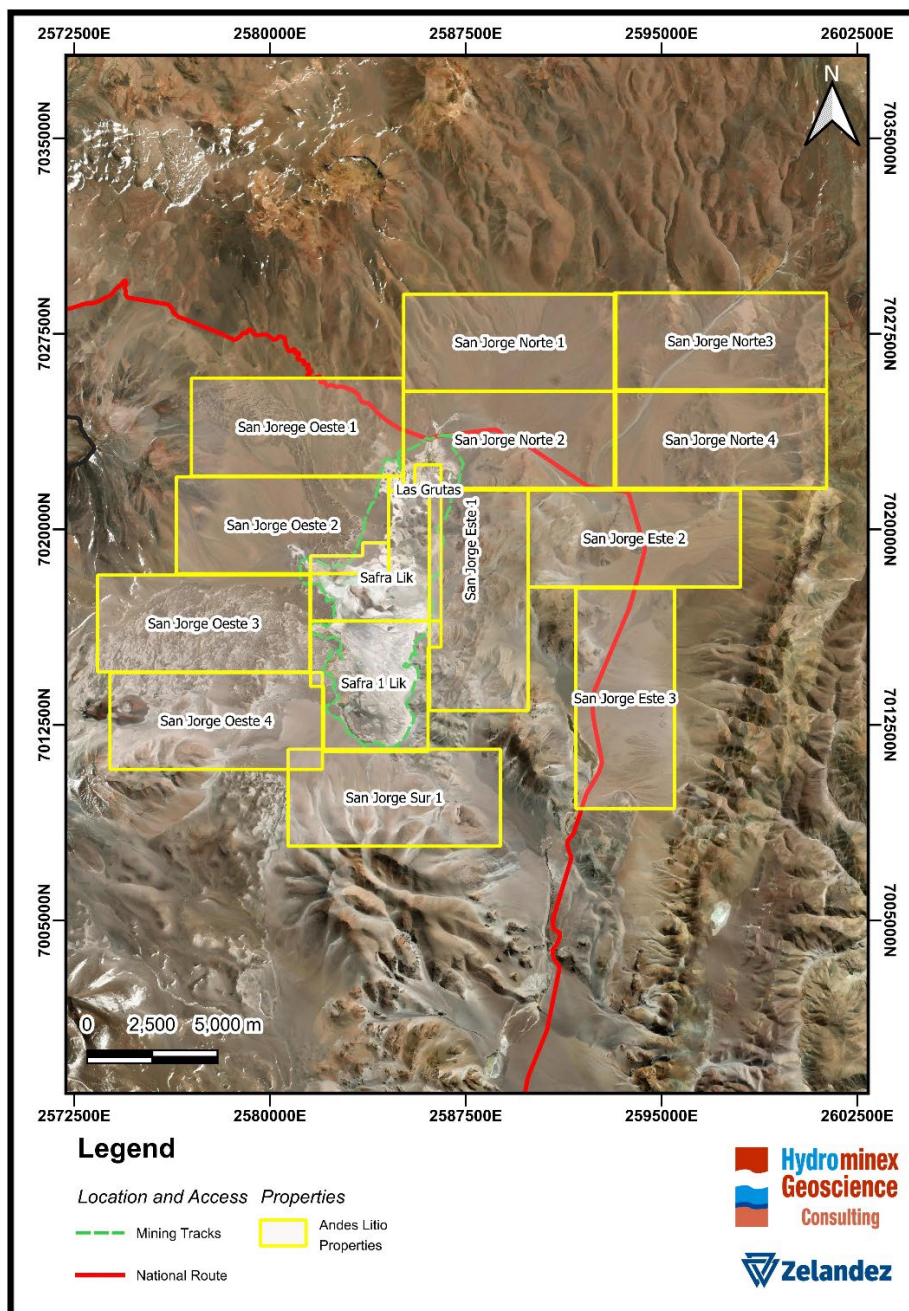 2572500E 2580000E 2587500E 2595000E 2602500E
N
7035000N 7035000N
7027500N 7027500N
San Jorge Norte 1
San Jorge Norte3
San Jorege Oeste 1
San Jorge Norte 2
San Jorge Norte 4
Las Grutas
7020000N 7020000N
San Jorge Oeste 2
San Jorge Este 1
San Jorge Este 2
Safra Lik
San Jorge Oeste 3
Safra 1 Lik
San Jorge Este 3
7012500N 7012500N
San Jorge Oeste 4
San Jorge Sur 1
7005000N 7005000N
0 2,500 5,000 m
2572500E 2580000E 2587500E 2595000E 2602500E
Legend
Location and Access Properties
Mining Tracks
Andes Litio
Properties
National Route
Hydrominex
Geoscience
Consulting
Zelandez